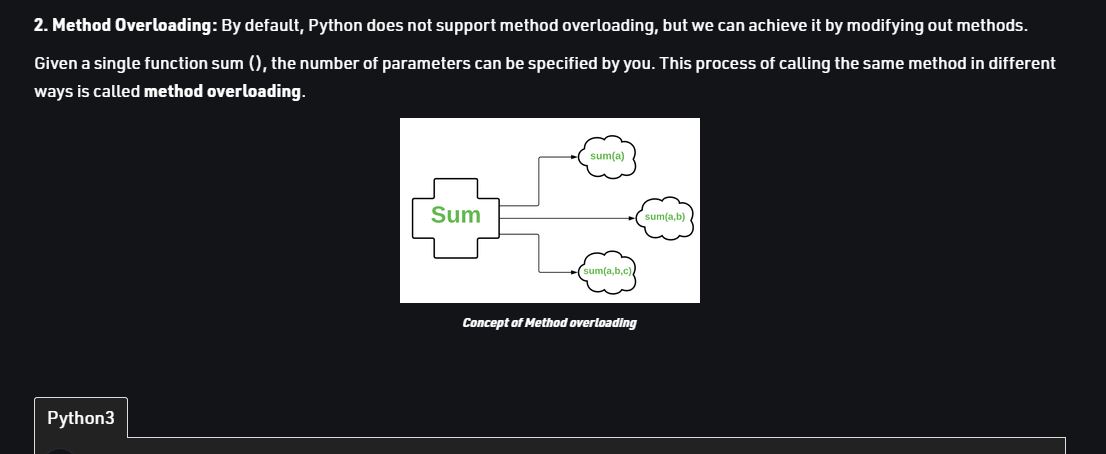 2. Method Overloading: By default, Python does not support method overloading, but we can achieve it by modifying out methods.
Given a single function sum (), the number of parameters can be specified by you. This process of calling the same method in different
ways is called method overloading.
sum(a)
Sum
sum(a,b)
sum(a,b,c)
Concept of Method overloading
Python3